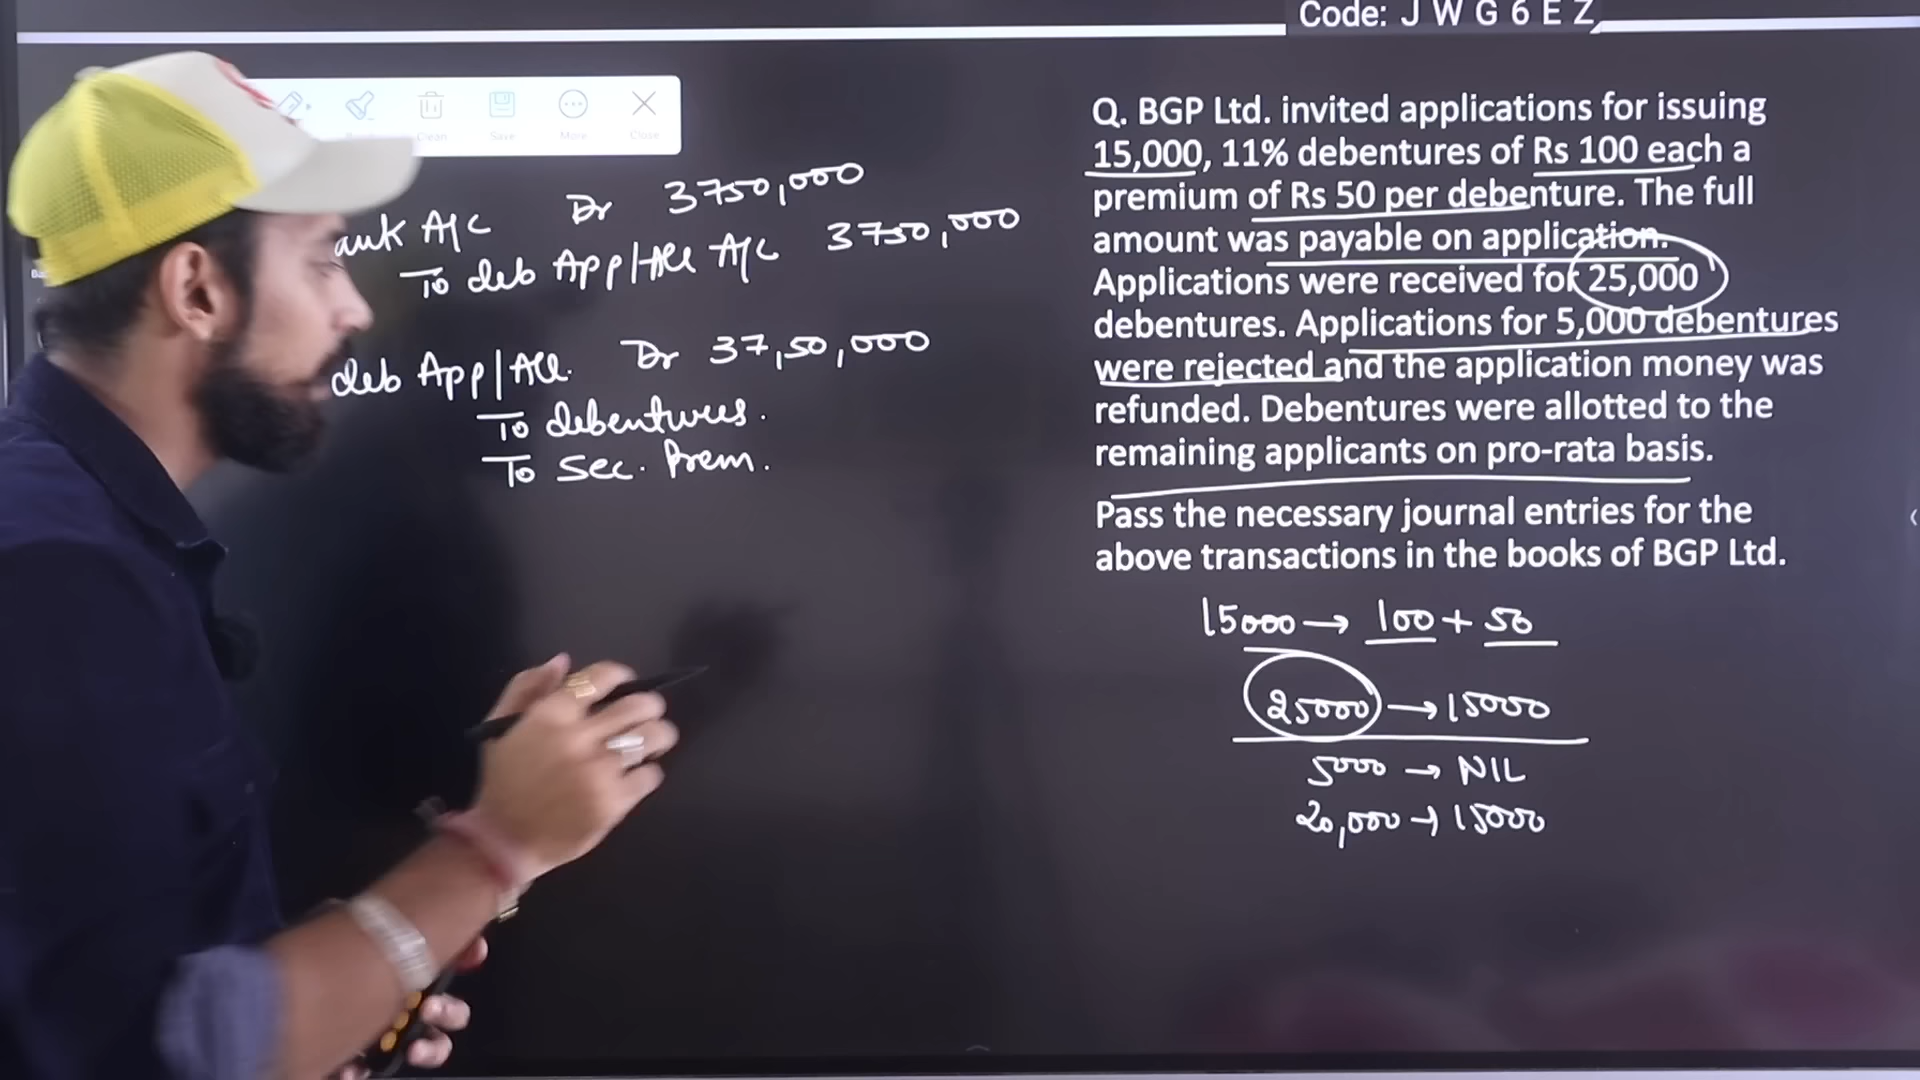 Code: J W G 6 E Z
Clean
Save
More
Close
ank A/C Dr 3750,000
To deb App/All A/C 3750,000
deb App/All. Dr 37,50,000
To debentures.
To Sec. Prem.
Q. BGP Ltd. invited applications for issuing
15,000, 11% debentures of Rs 100 each a
premium of Rs 50 per debenture. The full
amount was payable on application.
Applications were received for 25,000
debentures. Applications for 5,000 debentures
were rejected and the application money was
refunded. Debentures were allotted to the
remaining applicants on pro-rata basis.
Pass the necessary journal entries for the
above transactions in the books of BGP Ltd.
15000 → 100 + 50
25000 → 15000
5000 → NIL
20,000 → 15000